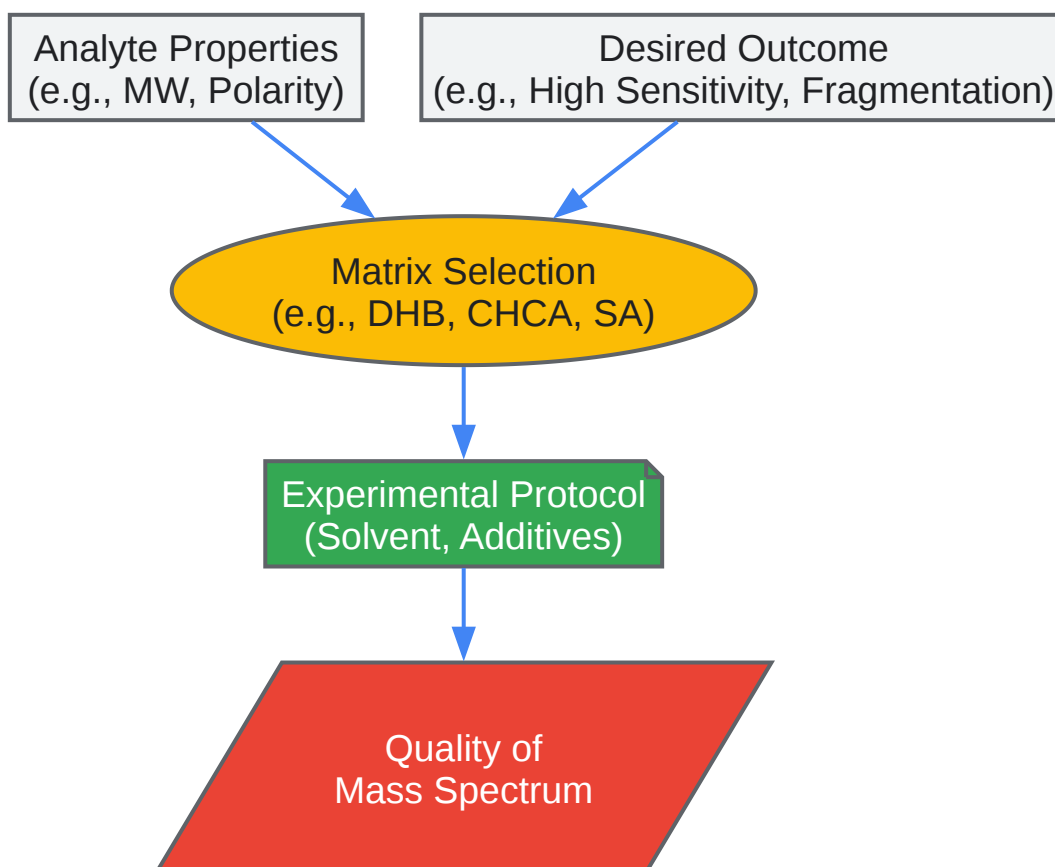 Analyte Properties
(e.g., MW, Polarity)
Desired Outcome
(e.g., High Sensitivity, Fragmentation)
Matrix Selection
(e.g., DHB, CHCA, SA)
Experimental Protocol
(Solvent, Additives)
Quality of
Mass Spectrum